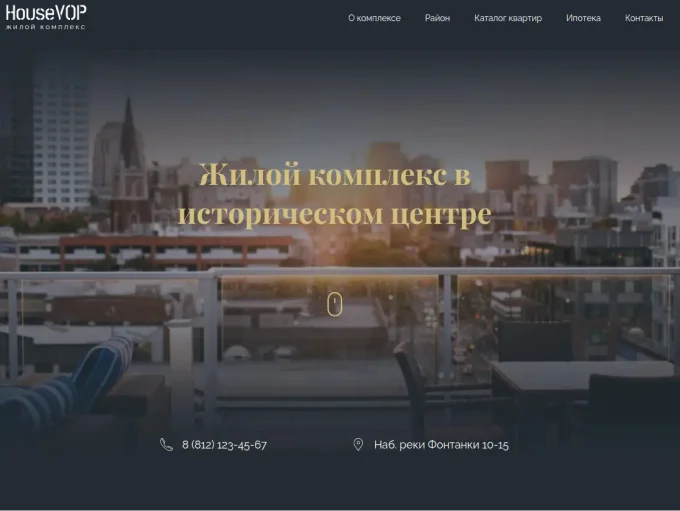 HouseVOP
жилой комплекс
О комплексе Район Каталог квартир Ипотека Контакты
Жилой комплекс в
историческом центре
8 (812) 123-45-67 Наб. реки Фонтанки 10-15